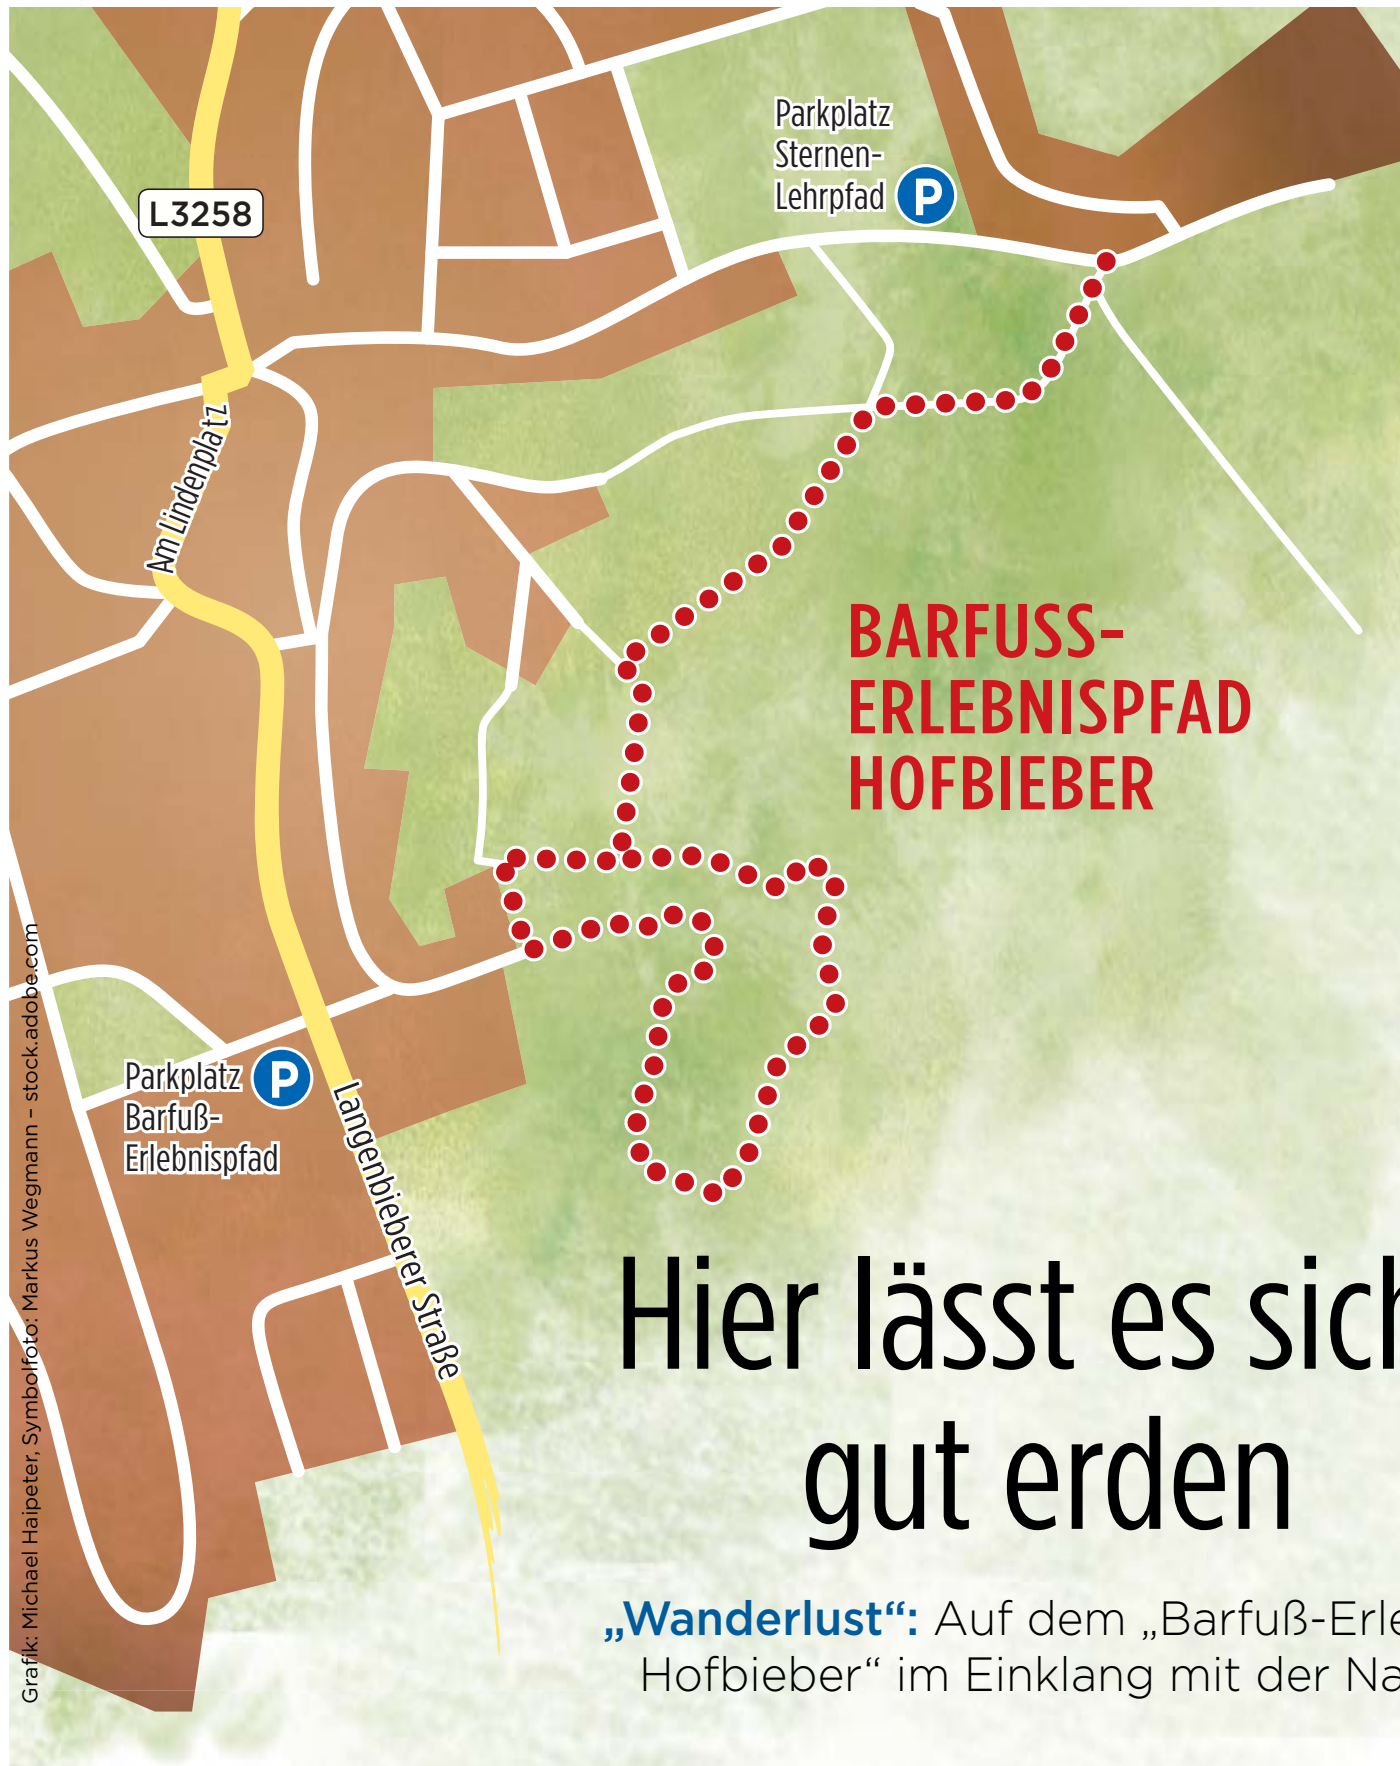 Parkplatz
Sternen-
Lehrpfad
P
L3258
Am Lindenplatz
BARFUSS-
ERLEBNISPFAD
HOFBIEBER
Parkplatz
Barfuß-
Erlebnispfad
P
Langenbieberer Straße
Grafik: Michael Haipeter, Symbolfoto: Markus Wegmann – stock.adobe.com
Hier lässt es sich
gut erden
„Wanderlust“: Auf dem „Barfuß-Erle
Hofbieber“ im Einklang mit der Na